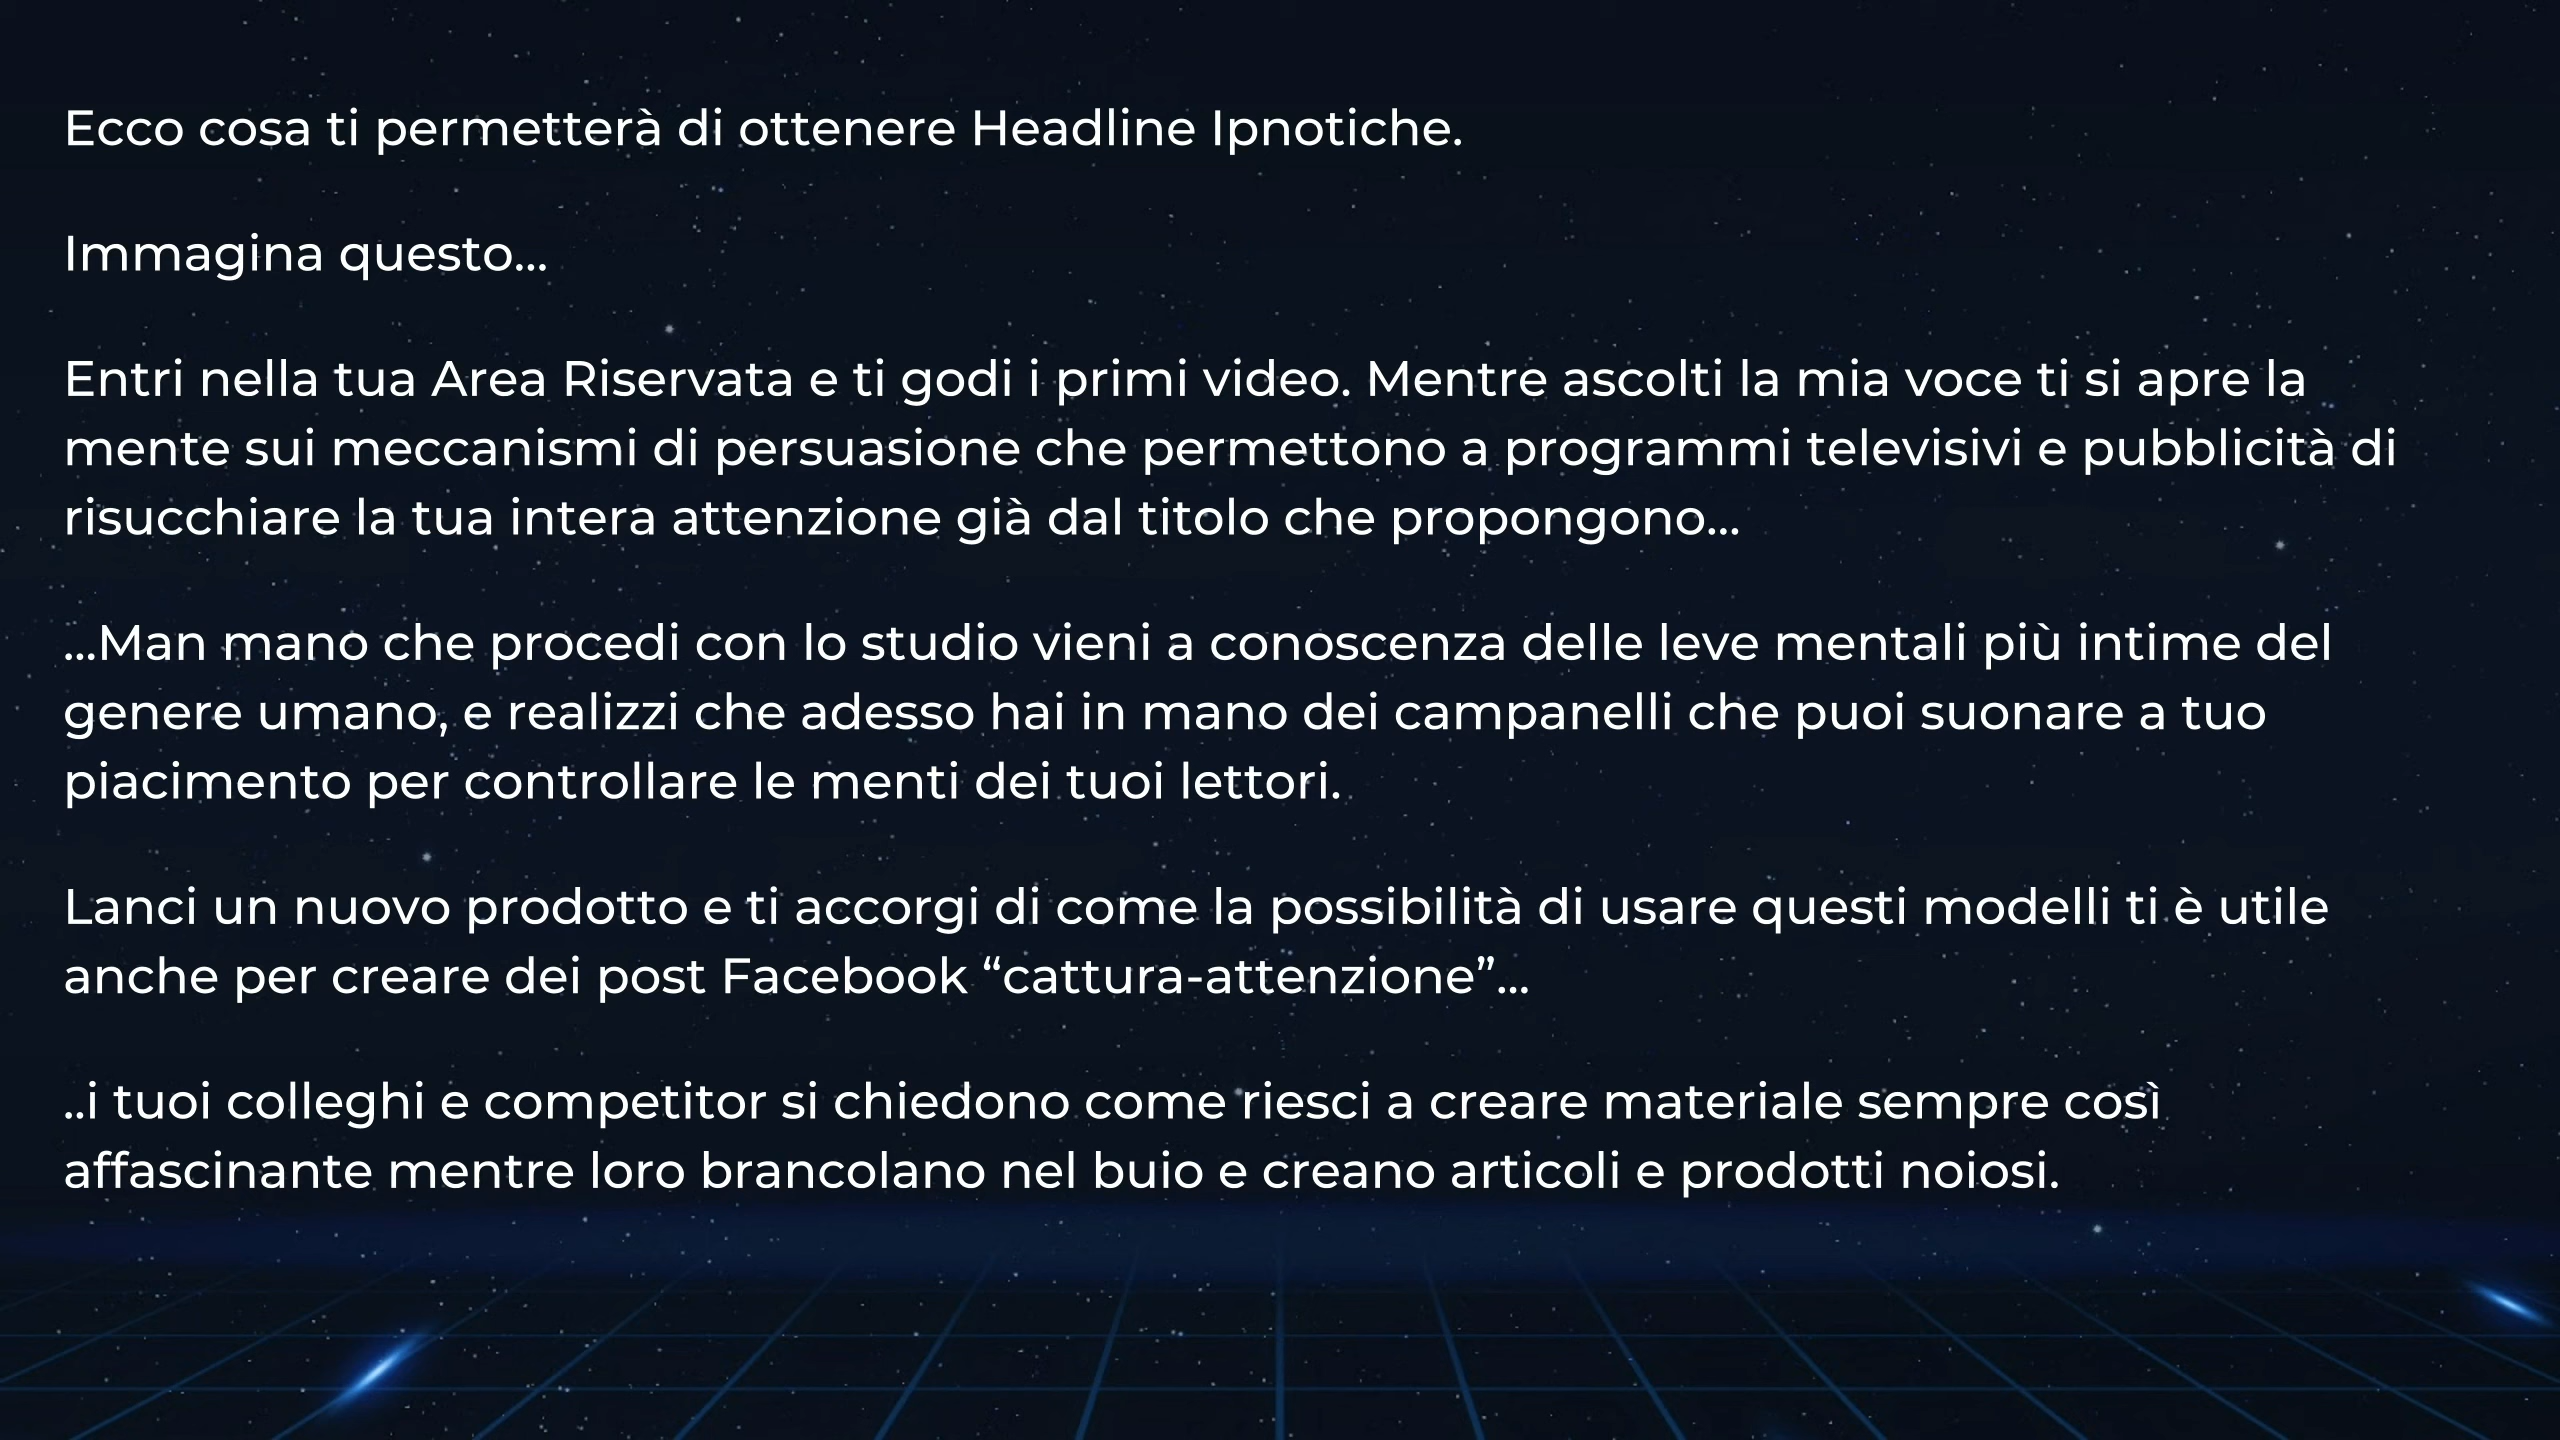 Ecco cosa ti permetterà di ottenere Headline Ipnotiche.
Immagina questo...
Entri nella tua Area Riservata e ti godi i primi video. Mentre ascolti la mia voce ti si apre la
mente sui meccanismi di persuasione che permettono a programmi televisivi e pubblicità di
risucchiare la tua intera attenzione già dal titolo che propongono...
...Man mano che procedi con lo studio vieni a conoscenza delle leve mentali più intime del
genere umano, e realizzi che adesso hai in mano dei campanelli che puoi suonare a tuo
piacimento per controllare le menti dei tuoi lettori.
Lanci un nuovo prodotto e ti accorgi di come la possibilità di usare questi modelli ti è utile
anche per creare dei post Facebook “cattura-attenzione”...
..i tuoi colleghi e competitor si chiedono come riesci a creare materiale sempre così
affascinante mentre loro brancolano nel buio e creano articoli e prodotti noiosi.